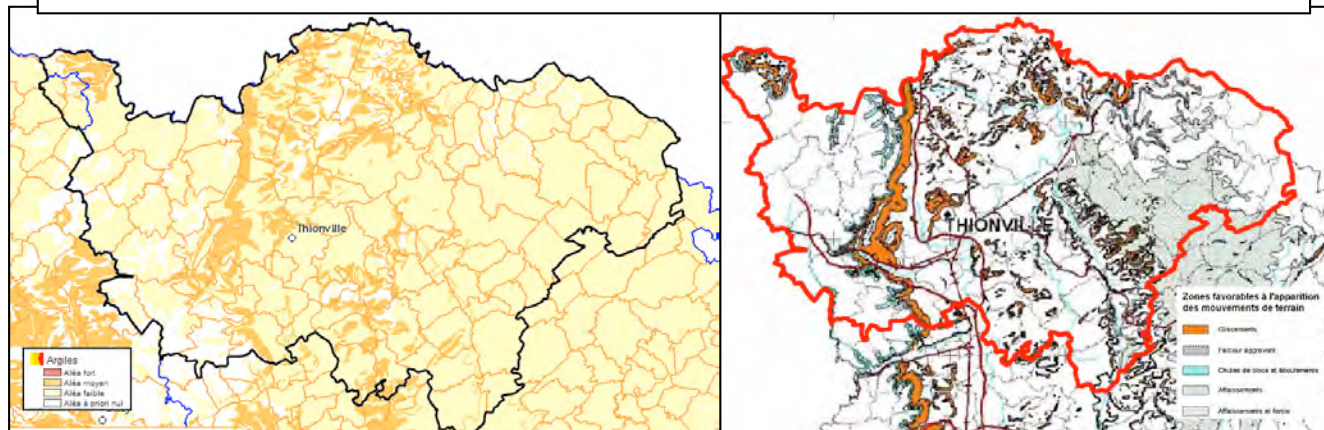 Thionville
Argiles
Aléa fort
Aléa moyen
Aléa faible
Aléa à priori nul
THIONVILLE
Zones favorables à l'apparition
des mouvements de terrain
Glissements
Facteur aggravant
Chutes de blocs et éboulements
Affaissements
Affaissements et fontis